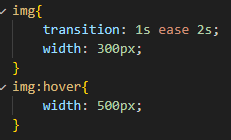 img{
    transition: 1s ease 2s;
    width: 300px;
}
img:hover{
    width: 500px;
}